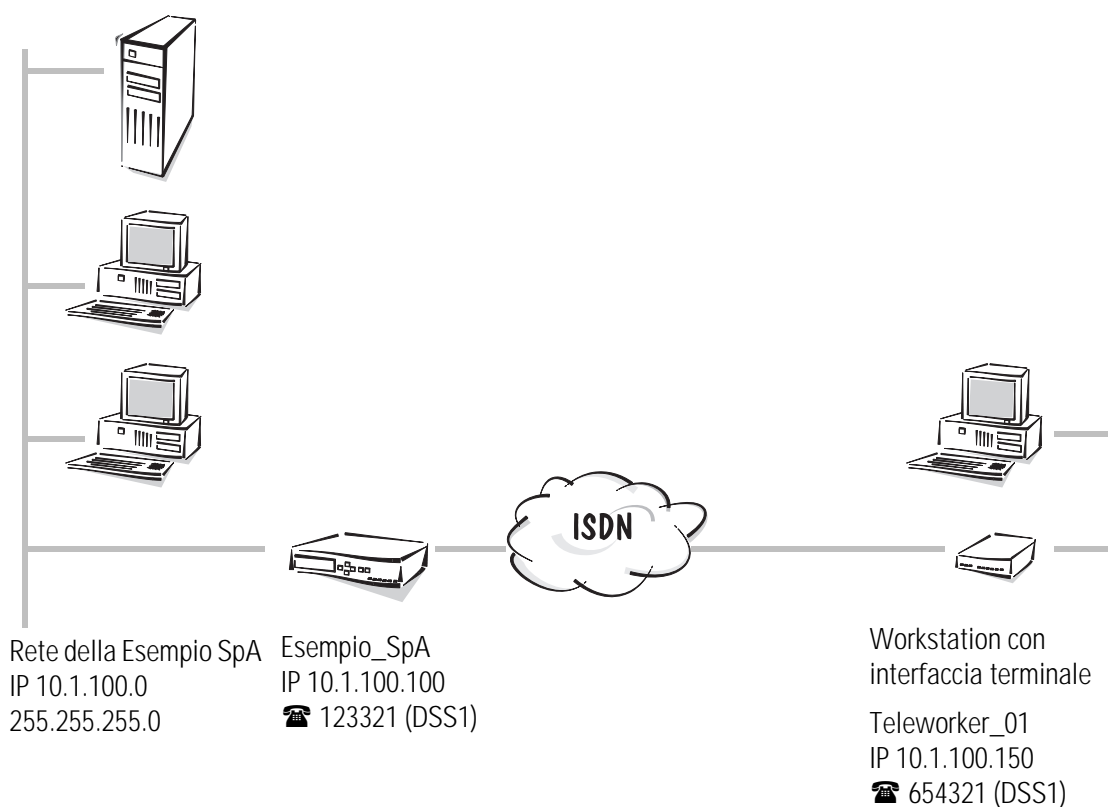 ISDN
Rete della Esempio SpA
IP 10.1.100.0
255.255.255.0
Esempio_SpA
IP 10.1.100.100
☎ 123321 (DSS1)
Workstation con
interfaccia terminale
Teleworker_01
IP 10.1.100.150
☎ 654321 (DSS1)